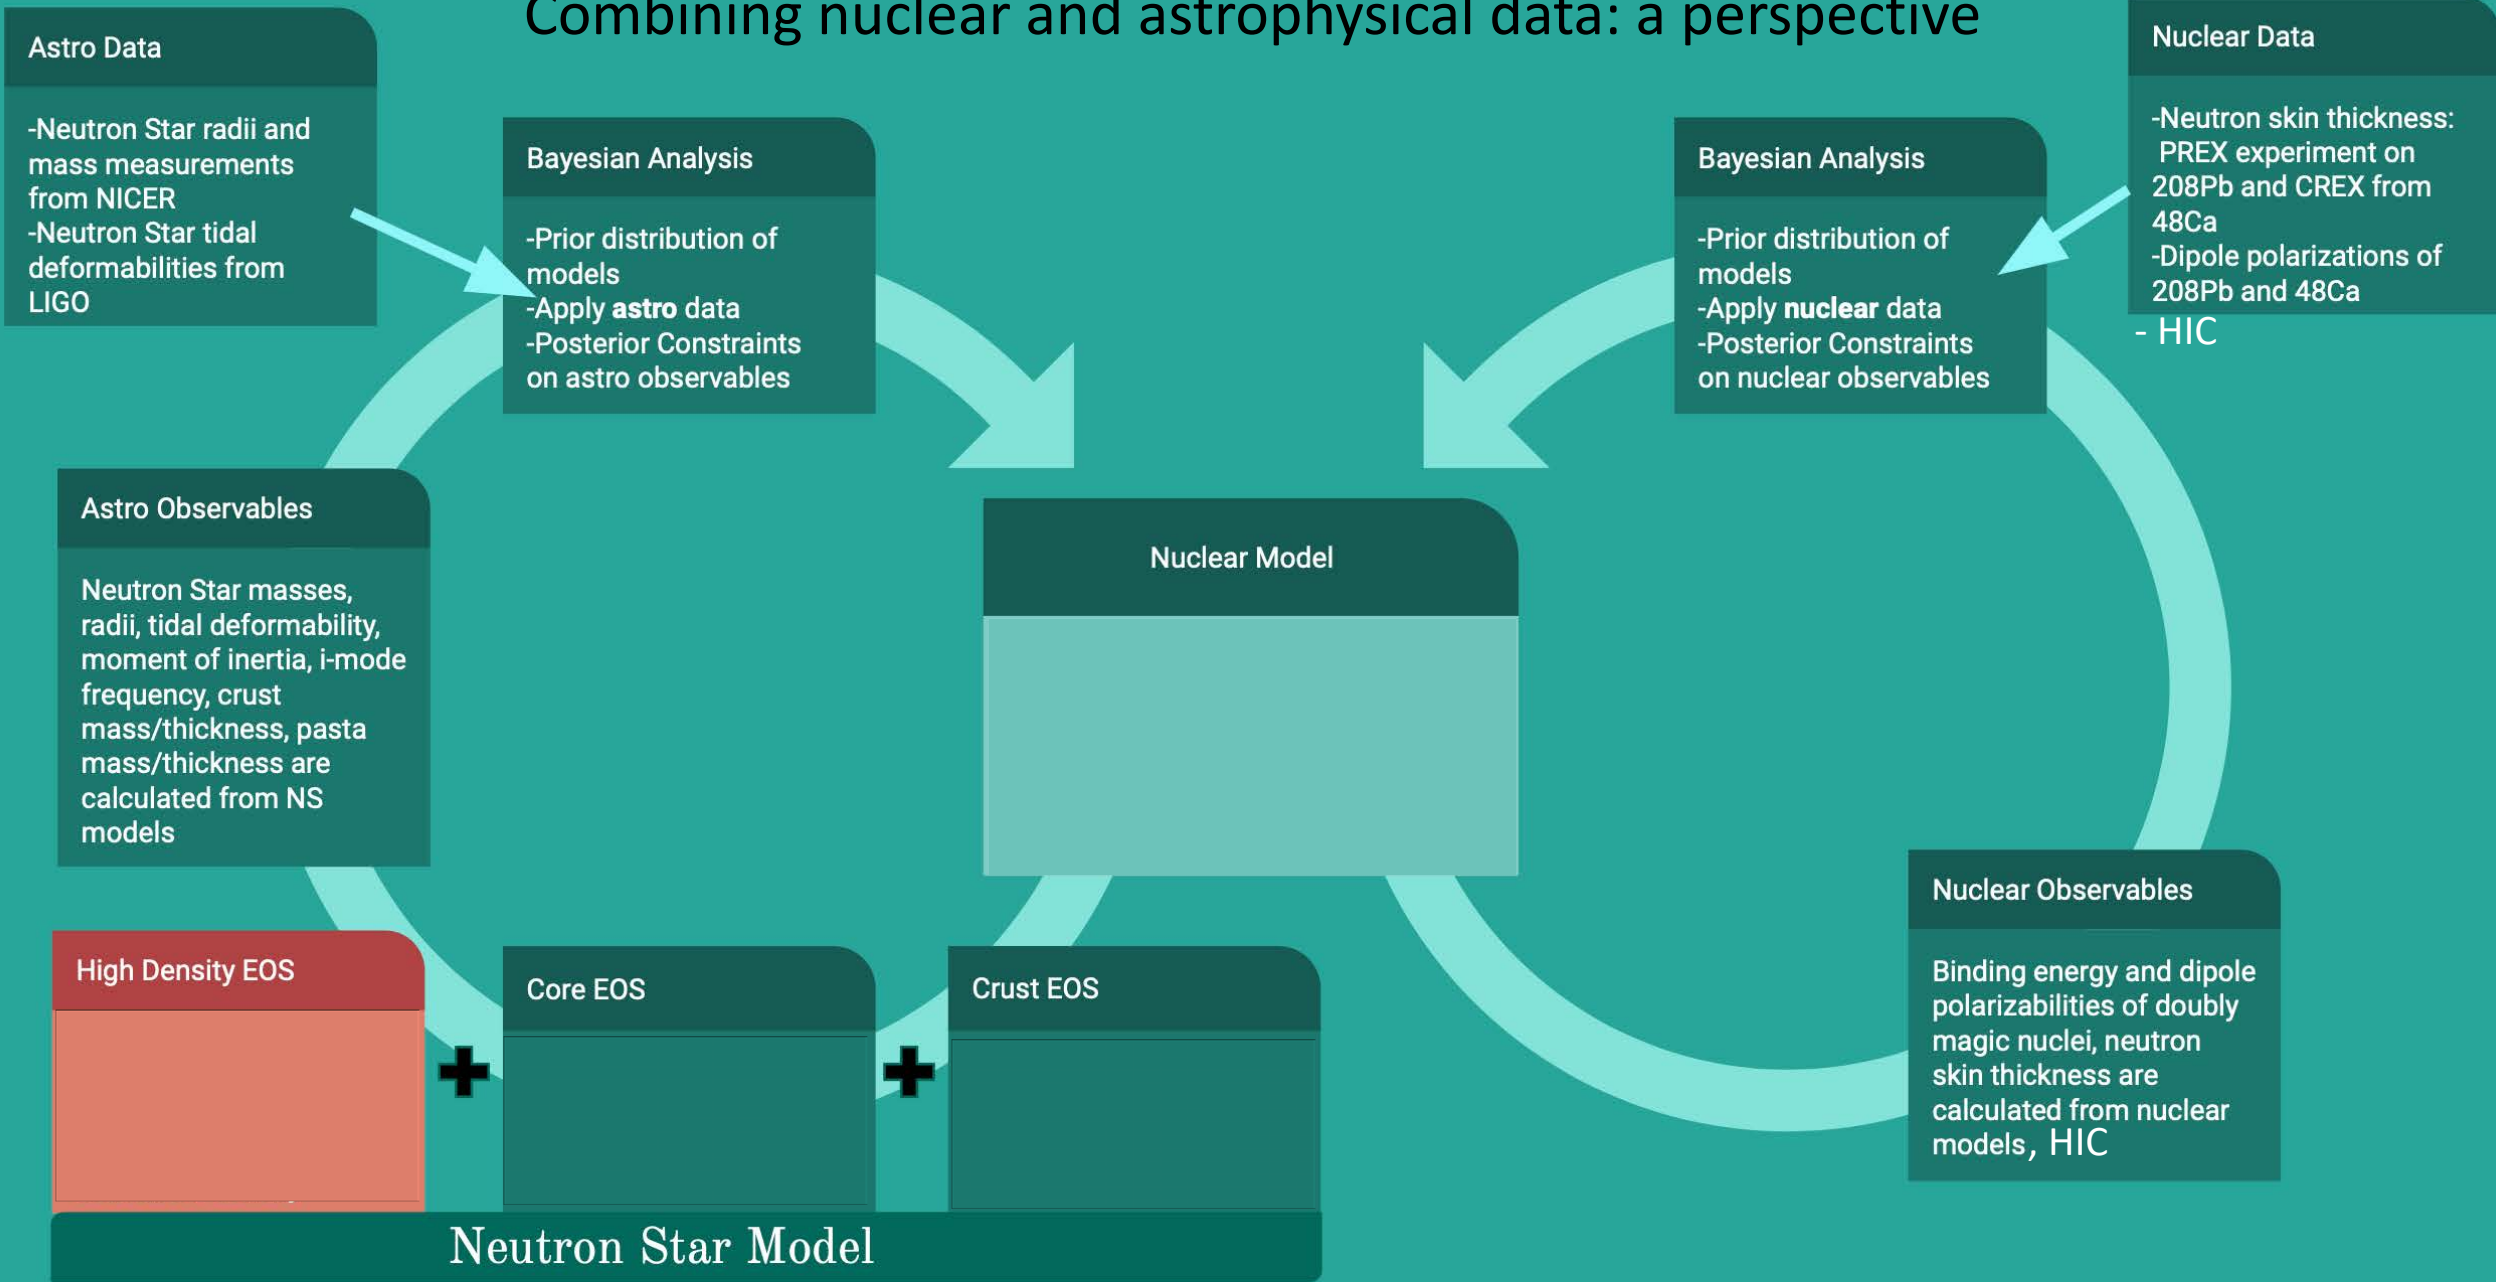 Combining nuclear and astrophysical data: a perspective
Astro Data
-Neutron Star radii and
mass measurements
from NICER
-Neutron Star tidal
deformabilities from
LIGO
Bayesian Analysis
-Prior distribution of
models
-Apply astro data
-Posterior Constraints
on astro observables
Bayesian Analysis
-Prior distribution of
models
-Apply nuclear data
-Posterior Constraints
on nuclear observables
Nuclear Data
-Neutron skin thickness:
PREX experiment on
208Pb and CREX from
48Ca
-Dipole polarizations of
208Pb and 48Ca
- HIC
Astro Observables
Neutron Star masses,
radii, tidal deformability,
moment of inertia, i-mode
frequency, crust
mass/thickness, pasta
mass/thickness are
calculated from NS
models
Nuclear Model
Nuclear Observables
Binding energy and dipole
polarizabilities of doubly
magic nuclei, neutron
skin thickness are
calculated from nuclear
models, HIC
High Density EOS
Core EOS
Crust EOS
Neutron Star Model